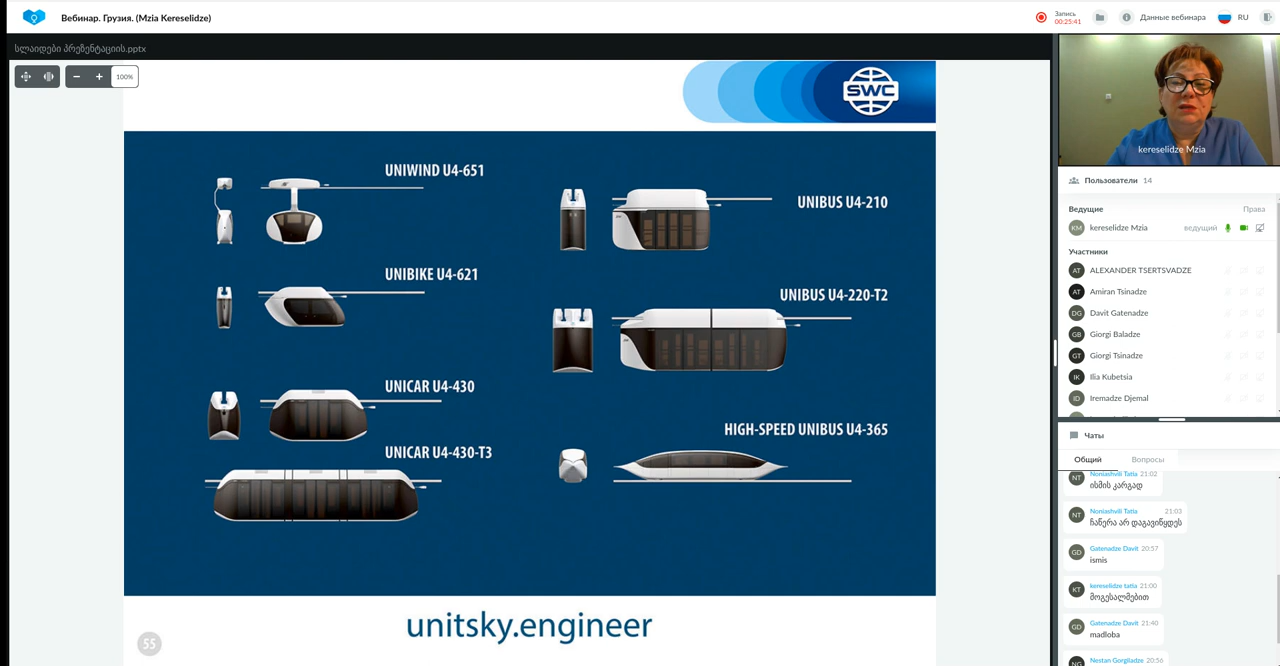 Вебинар. Грузия. (Mzia Kereselidze)
Запись
00:25:41
Данные вебинара
RU
სლაიდები პრეზენტაციის.pptx
100%
SWC
UNIWIND U4-651
UNIBIKE U4-621
UNICAR U4-430
UNICAR U4-430-T3
UNIBUS U4-210
UNIBUS U4-220-T2
HIGH-SPEED UNIBUS U4-365
unitsky.engineer
55
kereselidze Mzia
Пользователи 14
Ведущие Права
KM kereselidze Mzia ведущий
Участники
AT ALEXANDER TSERTSVADZE
AT Amiran Tsinadze
DG Davit Gatenadze
GB Giorgi Baladze
GT Giorgi Tsinadze
IK Ilia Kubetsia
ID Iremadze Djemal
Чаты
Общий Вопросы
NT Noniashvili Tatia 21:02
ისმის კარგად
NT Noniashvili Tatia 21:03
ჩაწერა არ დაგავიწყდეს
GD Gatenadze Davit 20:57
ismis
KT kereselidze tatia 21:00
მოგესალმებით
GD Gatenadze Davit 21:40
madloba
NG Nestan Gorgiladze 20:56